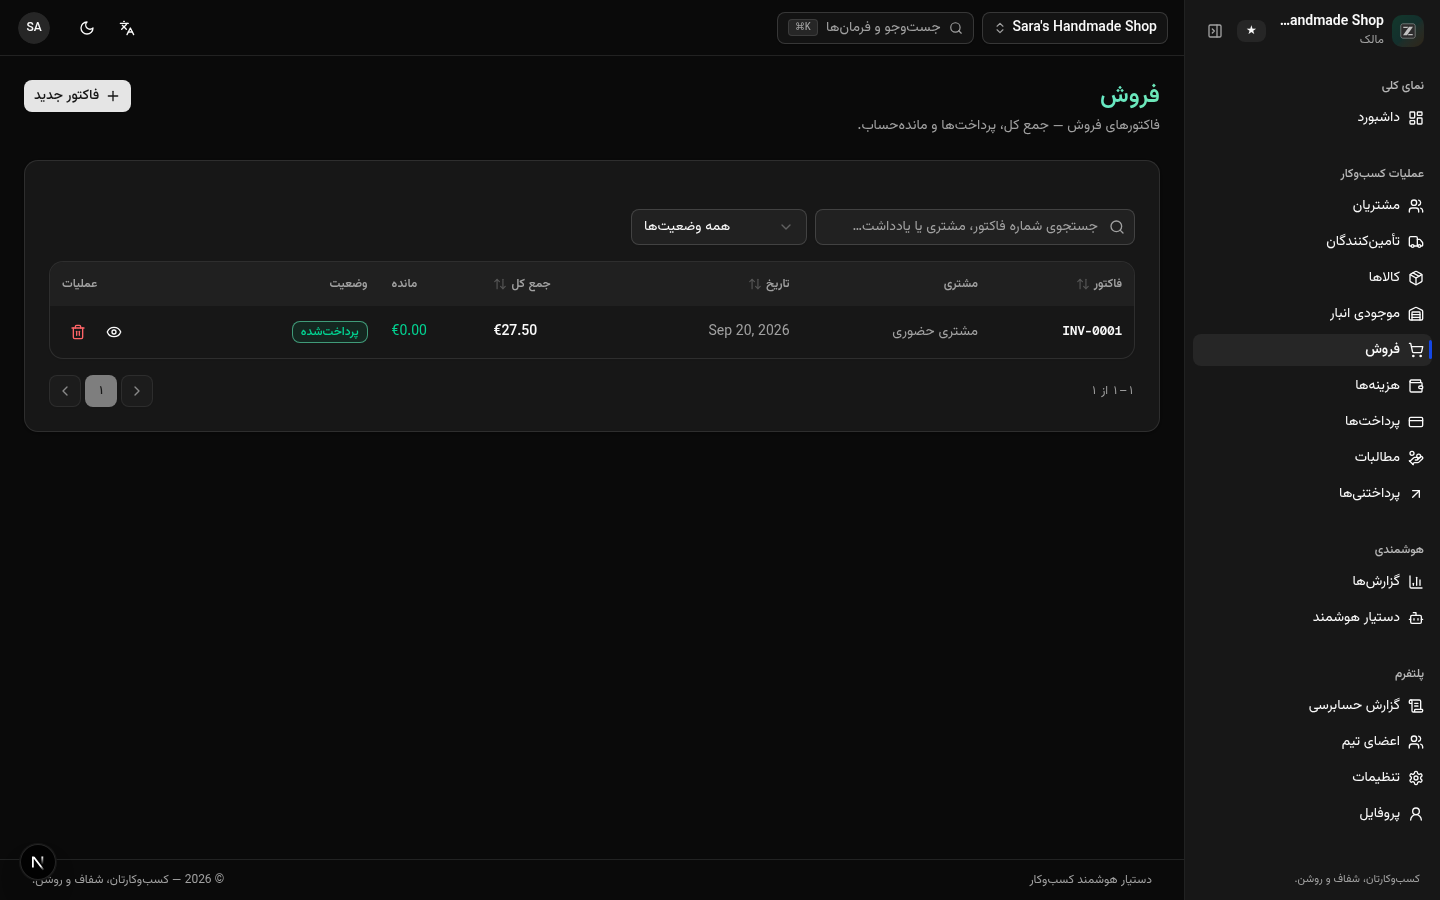 …andmade Shop
مالک
★
نمای کلی
داشبورد
عملیات کسب‌وکار
مشتریان
تأمین‌کنندگان
کالاها
موجودی انبار
فروش
هزینه‌ها
پرداخت‌ها
مطالبات
پرداختنی‌ها
هوشمندی
گزارش‌ها
دستیار هوشمند
پلتفرم
گزارش حسابرسی
اعضای تیم
تنظیمات
پروفایل
کسب‌وکارتان، شفاف و روشن.
Sara's Handmade Shop
جست‌وجو و فرمان‌ها ⌘K
SA
فروش
فاکتورهای فروش — جمع کل، پرداخت‌ها و مانده‌حساب.
فاکتور جدید
جستجوی شماره فاکتور، مشتری یا یادداشت…
همه وضعیت‌ها
فاکتور مشتری تاریخ جمع کل مانده وضعیت عملیات
INV-0001 مشتری حضوری Sep 20, 2026 €27.50 €0.00 پرداخت‌شده
۱–۱ از ۱
۱
دستیار هوشمند کسب‌وکار
© 2026 — کسب‌وکارتان، شفاف و روشن.
N